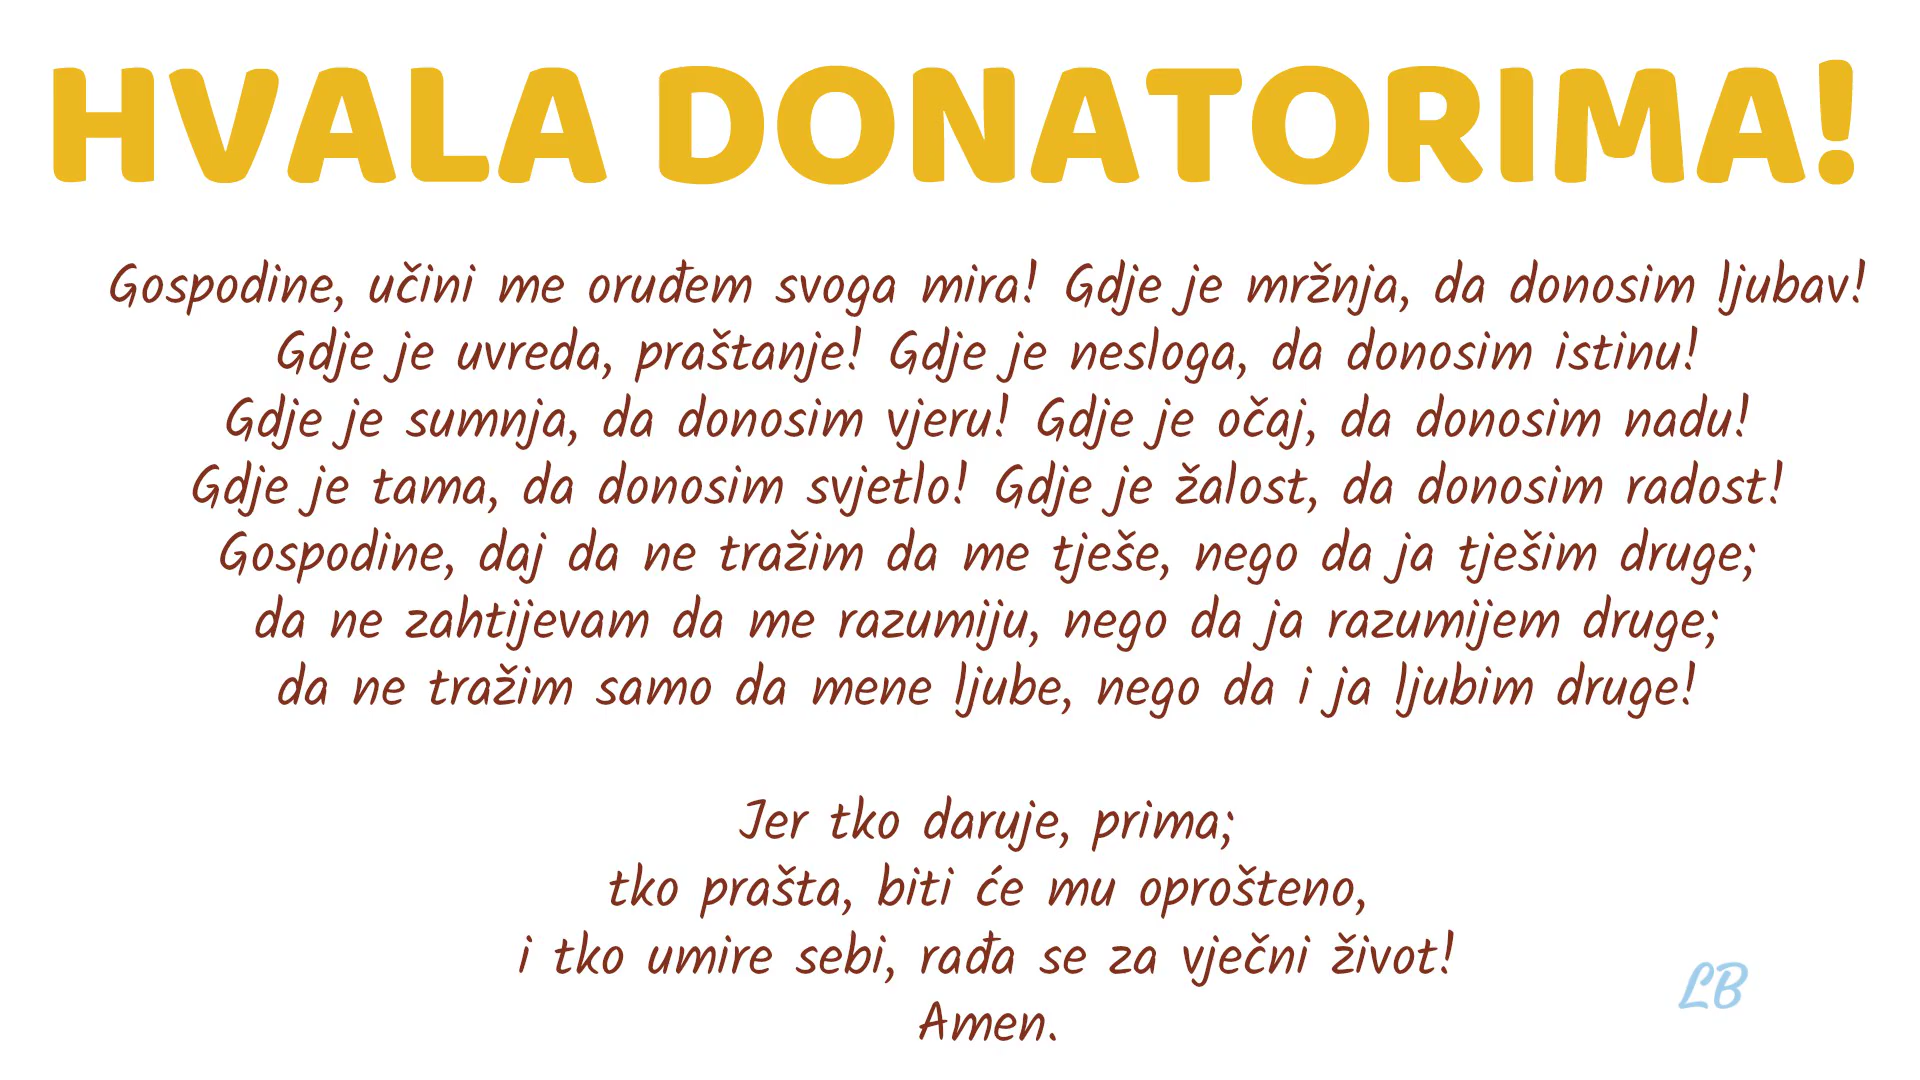 HVALA DONATORIMA!
Gospodine, učini me oruđem svoga mira! Gdje je mržnja, da donosim ljubav!
Gdje je uvreda, praštanje! Gdje je nesloga, da donosim istinu!
Gdje je sumnja, da donosim vjeru! Gdje je očaj, da donosim nadu!
Gdje je tama, da donosim svjetlo! Gdje je žalost, da donosim radost!
Gospodine, daj da ne tražim da me tješe, nego da ja tješim druge;
da ne zahtijevam da me razumiju, nego da ja razumijem druge;
da ne tražim samo da mene ljube, nego da i ja ljubim druge!
Jer tko daruje, prima;
tko prašta, biti će mu oprošteno,
i tko umire sebi, rađa se za vječni život!
Amen.
LB